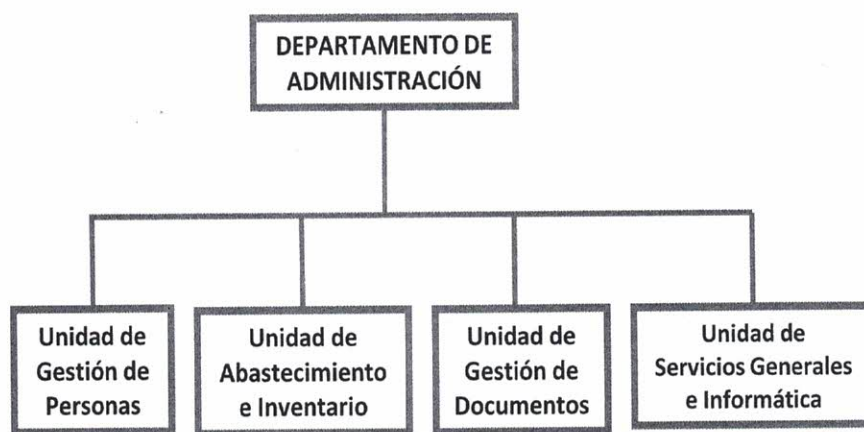 DEPARTAMENTO DE
ADMINISTRACIÓN
Unidad de
Gestión de
Personas
Unidad de
Abastecimiento
e Inventario
Unidad de
Gestión de
Documentos
Unidad de
Servicios Generales
e Informática